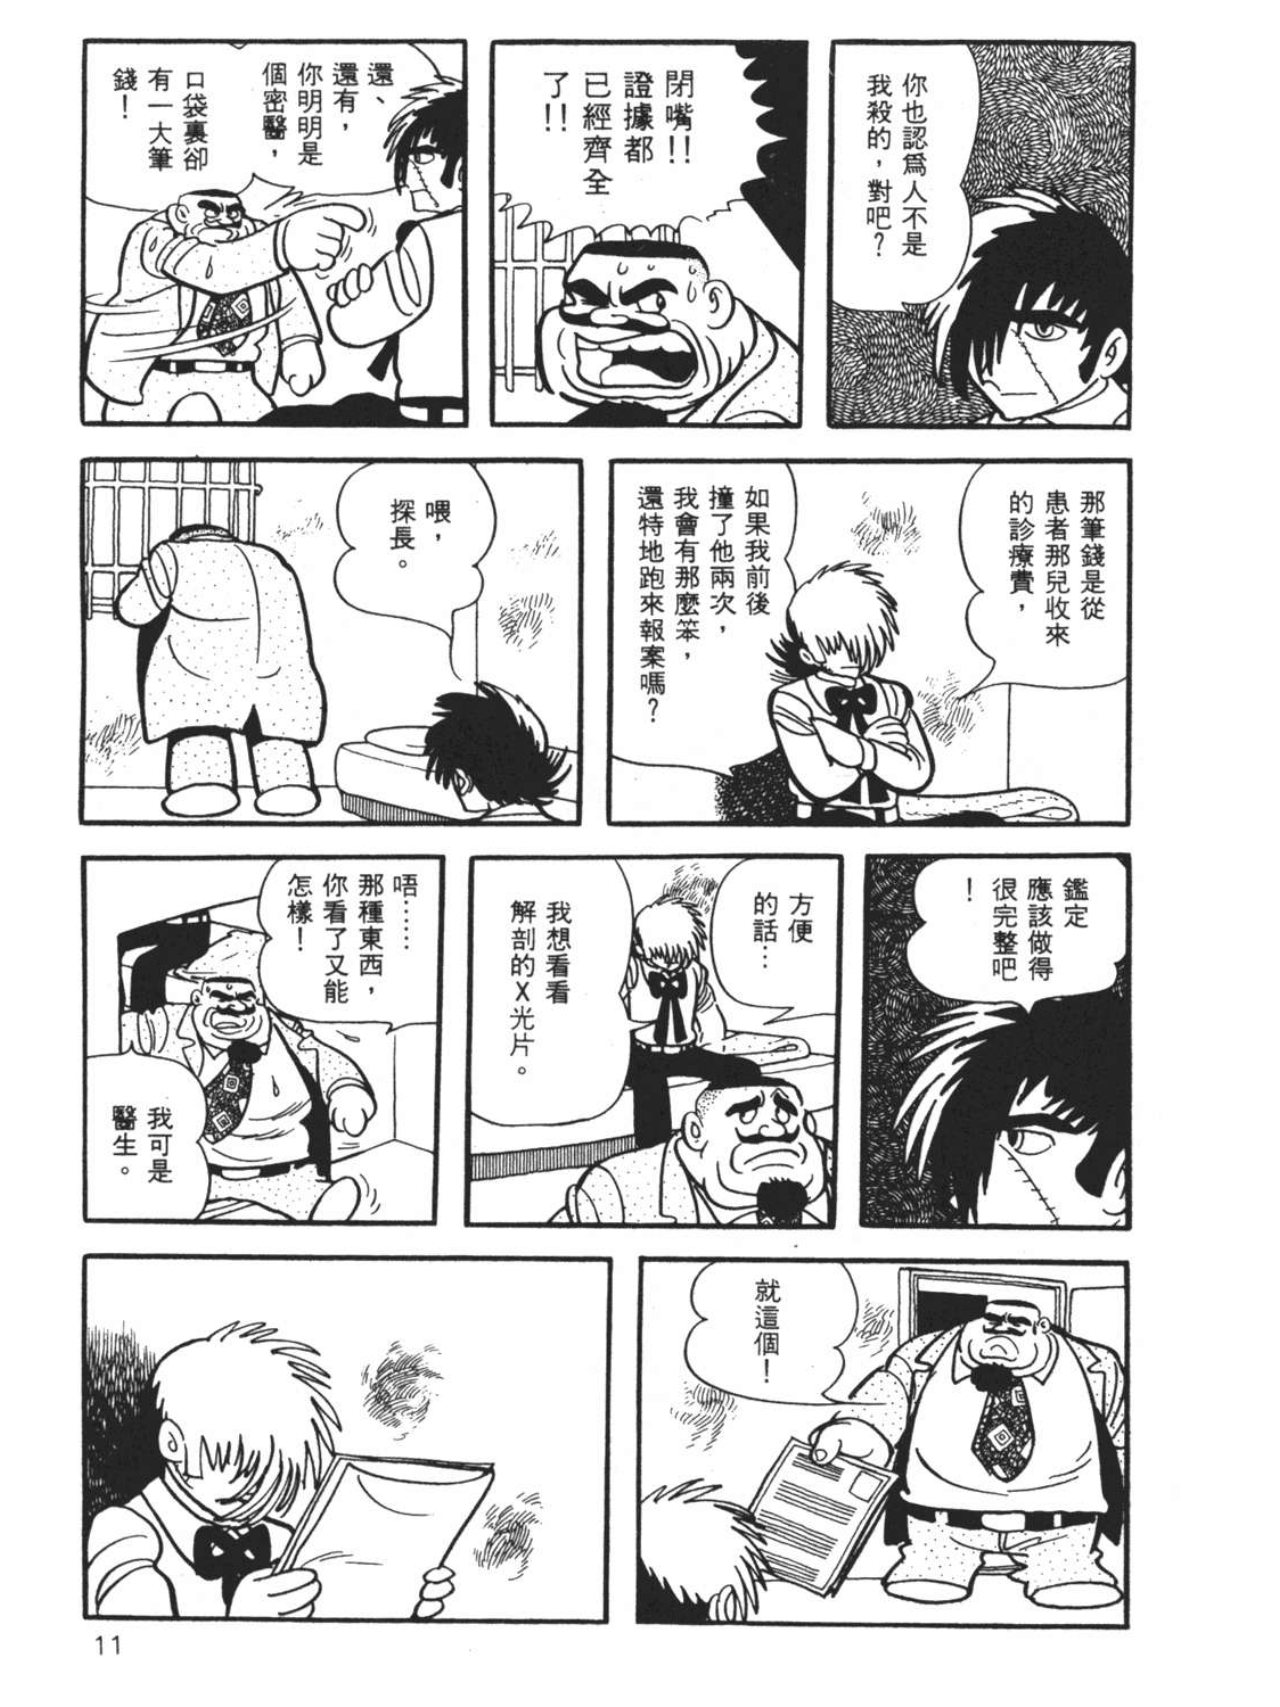 你也認爲人不是
我殺的，對吧？
閉嘴！！
證據都
已經齊全
了！！
還、
還有，
你明明是
個密醫，
口袋裏卻
有一大筆
錢！
那筆錢是從
患者那兒收來
的診療費，
如果我前後
撞了他兩次，
我會有那麼笨，
還特地跑來報案嗎？
喂，
探長。
鑑定
應該做得
很完整吧
！
方便
的話…
我想看看
解剖的X光片。
唔……
那種東西，
你看了又能
怎樣！
我可是
醫生。
就這個！
11